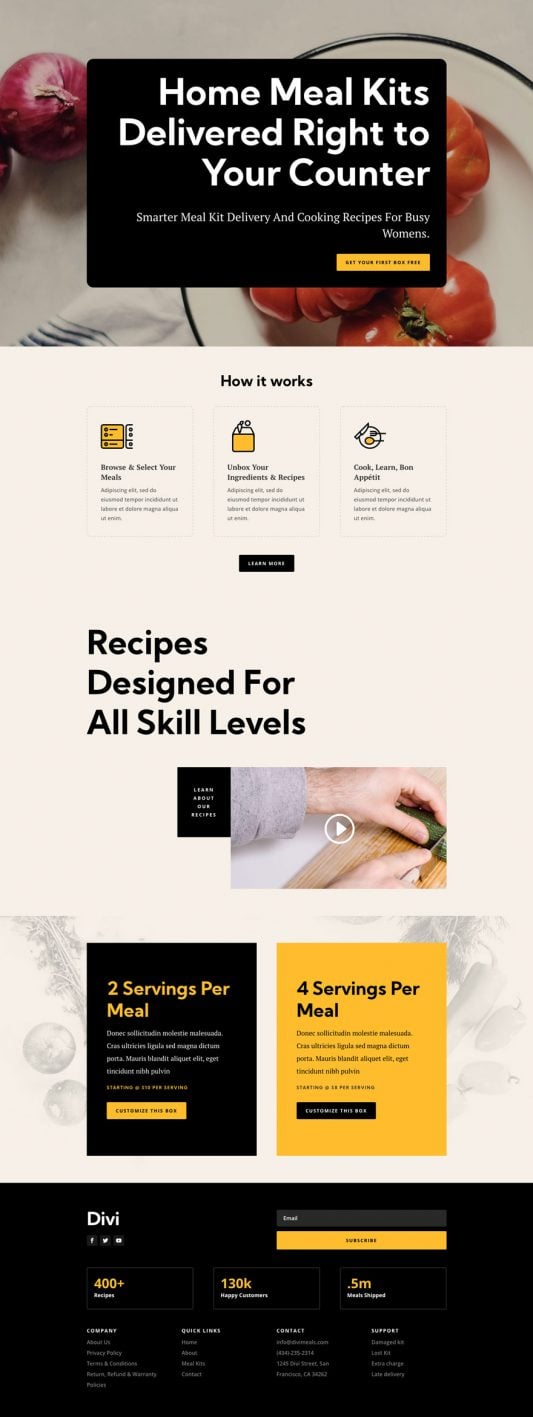 Home Meal Kits
Delivered Right to
Your Counter
Smarter Meal Kit Delivery And Cooking Recipes For Busy
Womens.
GET YOUR FIRST BOX FREE
How it works
Browse & Select Your
Meals
Adipiscing elit, sed do
eiusmod tempor incididunt ut
labore et dolore magna aliqua
ut enim.
Unbox Your
Ingredients & Recipes
Adipiscing elit, sed do
eiusmod tempor incididunt ut
labore et dolore magna aliqua
ut enim.
Cook, Learn, Bon
Appétit
Adipiscing elit, sed do
eiusmod tempor incididunt ut
labore et dolore magna aliqua
ut enim.
LEARN MORE
Recipes
Designed For
All Skill Levels
LEARN
ABOUT
OUR
RECIPES
2 Servings Per
Meal
Donec sollicitudin molestie malesuada.
Cras ultricies ligula sed magna dictum
porta. Mauris blandit aliquet elit, eget
tincidunt nibh pulvin
STARTING @ $10 PER SERVING
CUSTOMIZE THIS BOX
4 Servings Per
Meal
Donec sollicitudin molestie malesuada.
Cras ultricies ligula sed magna dictum
porta. Mauris blandit aliquet elit, eget
tincidunt nibh pulvin
STARTING @ $8 PER SERVING
CUSTOMIZE THIS BOX
Divi
Email
SUBSCRIBE
400+
Recipes
130k
Happy Customers
.5m
Meals Shipped
COMPANY
About Us
Privacy Policy
Terms & Conditions
Return, Refund & Warranty
Policies
QUICK LINKS
Home
About
Meal Kits
Contact
CONTACT
info@divimeals.com
(434)-235-2314
1245 Divi Street, San
Francisco, CA 34262
SUPPORT
Damaged kit
Lost Kit
Extra charge
Late delivery